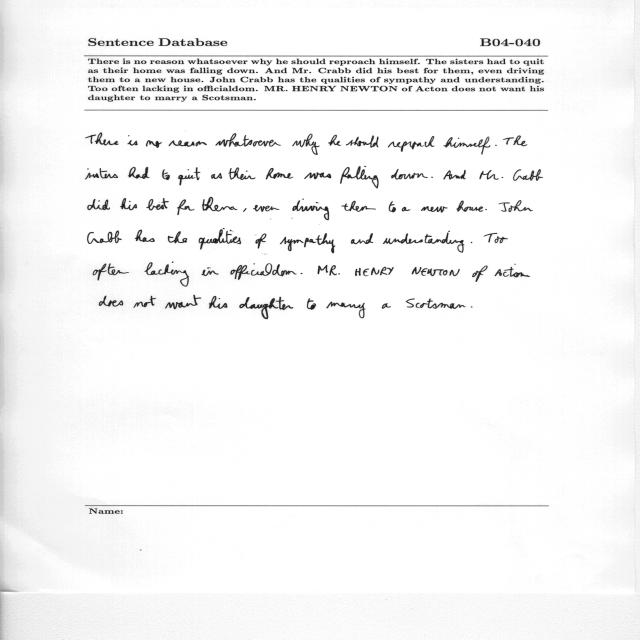 Sentence Database B04-040
There is no reason whatsoever why he should reproach himself. The sisters had to quit
as their home was falling down. And Mr. Crabb did his best for them, even driving
them to a new house. John Crabb has the qualities of sympathy and understanding.
Too often lacking in officialdom. MR. HENRY NEWTON of Acton does not want his
daughter to marry a Scotsman.
There is no reason whatsoever why he should reproach himself. The
sisters had to quit as their home was falling down. And Mr. Crabb
did his best for them, even driving them to a new house. John
Crabb has the qualities of sympathy and understanding. Too
often lacking in officialdom. MR. HENRY NEWTON of Acton
does not want his daughter to marry a Scotsman.
Name: